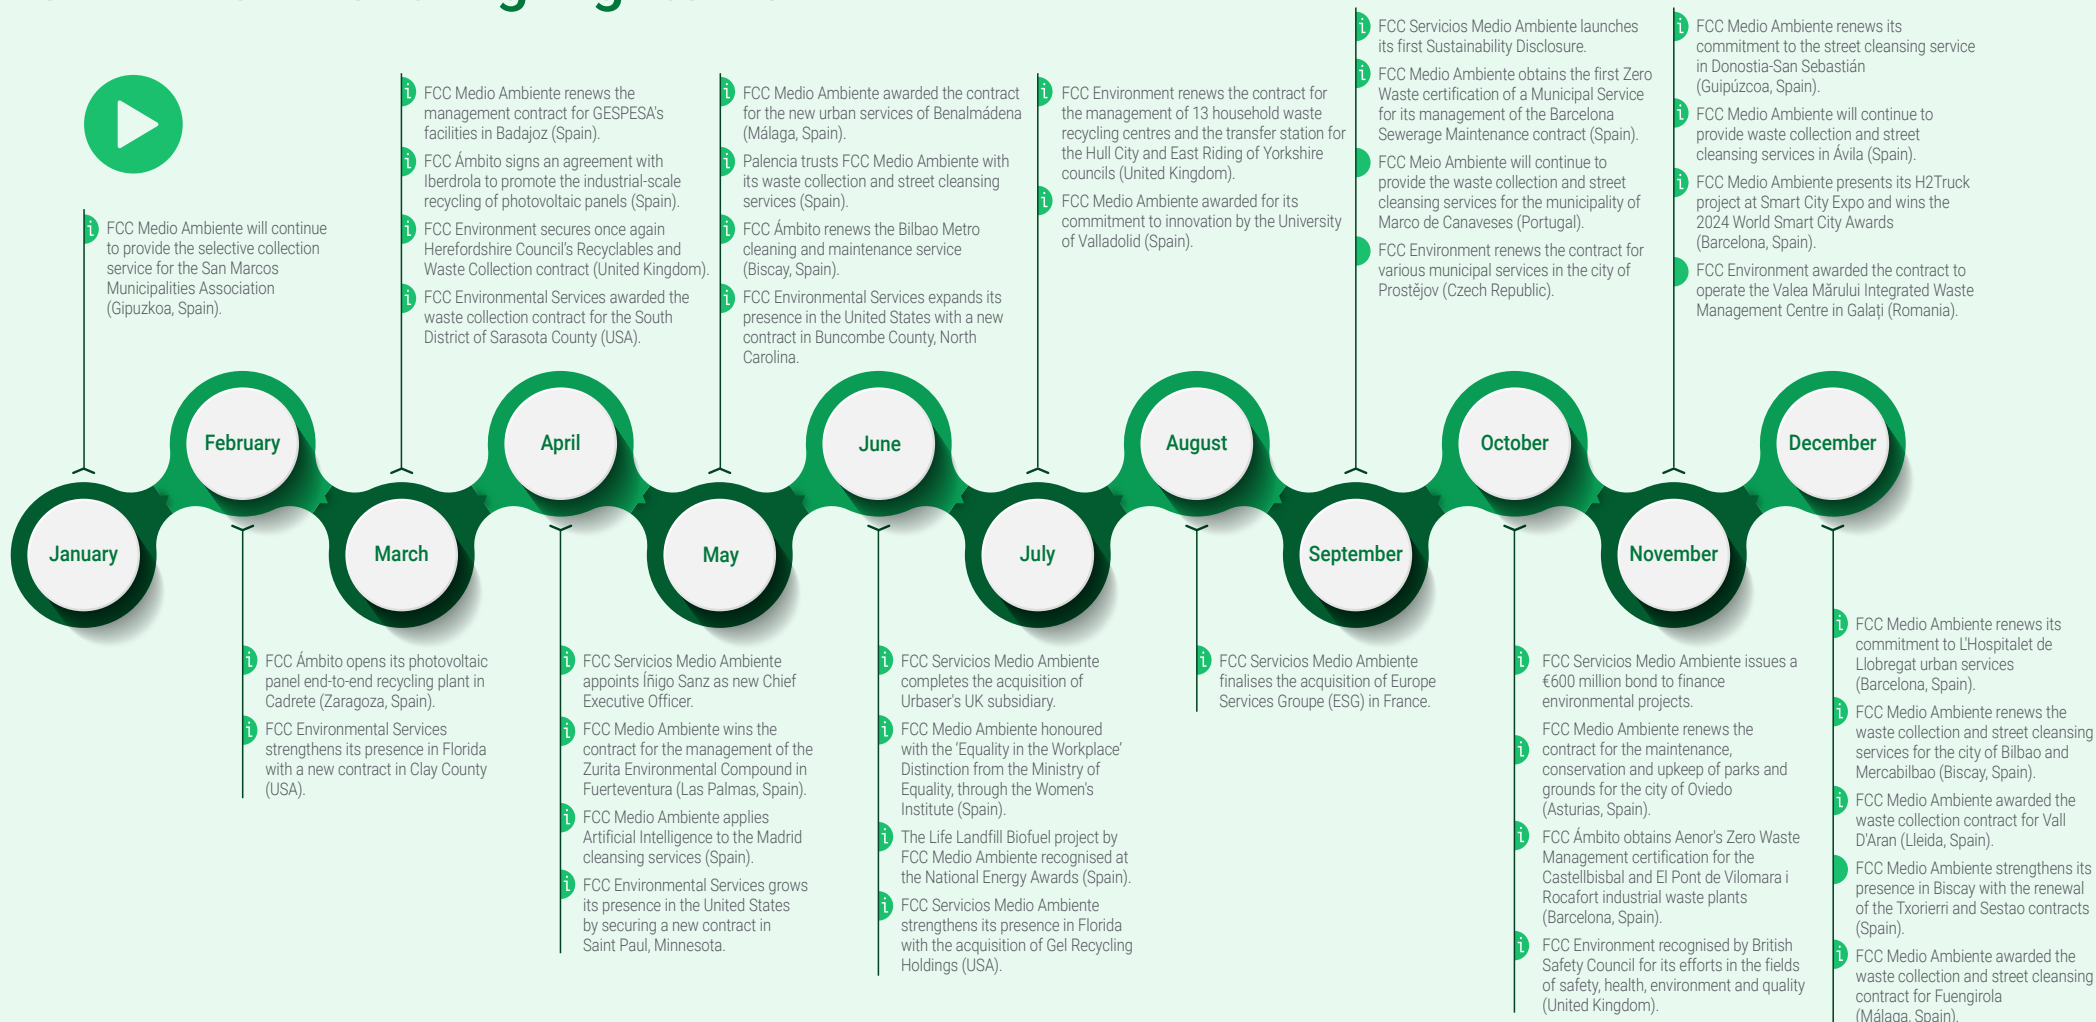 FCC Medio Ambiente will continue
to provide the selective collection
service for the San Marcos
Municipalities Association
(Gipuzkoa, Spain).
FCC Medio Ambiente renews the
management contract for GESPESA's
facilities in Badajoz (Spain).
FCC Ámbito signs an agreement with
Iberdrola to promote the industrial-scale
recycling of photovoltaic panels (Spain).
FCC Environment secures once again
Herefordshire Council's Recyclables and
Waste Collection contract (United Kingdom).
FCC Environmental Services awarded the
waste collection contract for the South
District of Sarasota County (USA).
FCC Medio Ambiente awarded the contract
for the new urban services of Benalmádena
(Málaga, Spain).
Palencia trusts FCC Medio Ambiente with
its waste collection and street cleansing
services (Spain).
FCC Ámbito renews the Bilbao Metro
cleaning and maintenance service
(Biscay, Spain).
FCC Environmental Services expands its
presence in the United States with a new
contract in Buncombe County, North
Carolina.
FCC Environment renews the contract for
the management of 13 household waste
recycling centres and the transfer station for
the Hull City and East Riding of Yorkshire
councils (United Kingdom).
FCC Medio Ambiente awarded for its
commitment to innovation by the University
of Valladolid (Spain).
FCC Servicios Medio Ambiente launches
its first Sustainability Disclosure.
FCC Medio Ambiente obtains the first Zero
Waste certification of a Municipal Service
for its management of the Barcelona
Sewerage Maintenance contract (Spain).
FCC Meio Ambiente will continue to
provide the waste collection and street
cleansing services for the municipality of
Marco de Canaveses (Portugal).
FCC Environment renews the contract for
various municipal services in the city of
Prostějov (Czech Republic).
FCC Medio Ambiente renews its
commitment to the street cleansing service
in Donostia-San Sebastián
(Guipúzcoa, Spain).
FCC Medio Ambiente will continue to
provide waste collection and street
cleansing services in Ávila (Spain).
FCC Medio Ambiente presents its H2Truck
project at Smart City Expo and wins the
2024 World Smart City Awards
(Barcelona, Spain).
FCC Environment awarded the contract to
operate the Valea Mărului Integrated Waste
Management Centre in Galați (Romania).
February
April
June
August
October
December
January
March
May
July
September
November
FCC Ámbito opens its photovoltaic
panel end-to-end recycling plant in
Cadrete (Zaragoza, Spain).
FCC Environmental Services
strengthens its presence in Florida
with a new contract in Clay County
(USA).
FCC Servicios Medio Ambiente
appoints Íñigo Sanz as new Chief
Executive Officer.
FCC Medio Ambiente wins the
contract for the management of the
Zurita Environmental Compound in
Fuerteventura (Las Palmas, Spain).
FCC Medio Ambiente applies
Artificial Intelligence to the Madrid
cleansing services (Spain).
FCC Environmental Services grows
its presence in the United States
by securing a new contract in
Saint Paul, Minnesota.
FCC Servicios Medio Ambiente
completes the acquisition of
Urbaser's UK subsidiary.
FCC Medio Ambiente honoured
with the ‘Equality in the Workplace’
Distinction from the Ministry of
Equality, through the Women's
Institute (Spain).
The Life Landfill Biofuel project by
FCC Medio Ambiente recognised at
the National Energy Awards (Spain).
FCC Servicios Medio Ambiente
strengthens its presence in Florida
with the acquisition of Gel Recycling
Holdings (USA).
FCC Servicios Medio Ambiente
finalises the acquisition of Europe
Services Groupe (ESG) in France.
FCC Servicios Medio Ambiente issues a
€600 million bond to finance
environmental projects.
FCC Medio Ambiente renews the
contract for the maintenance,
conservation and upkeep of parks and
grounds for the city of Oviedo
(Asturias, Spain).
FCC Ámbito obtains Aenor's Zero Waste
Management certification for the
Castellbisbal and El Pont de Vilomara i
Rocafort industrial waste plants
(Barcelona, Spain).
FCC Environment recognised by British
Safety Council for its efforts in the fields
of safety, health, environment and quality
(United Kingdom).
FCC Medio Ambiente renews its
commitment to L'Hospitalet de
Llobregat urban services
(Barcelona, Spain).
FCC Medio Ambiente renews the
waste collection and street cleansing
services for the city of Bilbao and
Mercabilbao (Biscay, Spain).
FCC Medio Ambiente awarded the
waste collection contract for Vall
D'Aran (Lleida, Spain).
FCC Medio Ambiente strengthens its
presence in Biscay with the renewal
of the Txorierri and Sestao contracts
(Spain).
FCC Medio Ambiente awarded the
waste collection and street cleansing
contract for Fuengirola
(Málaga, Spain).